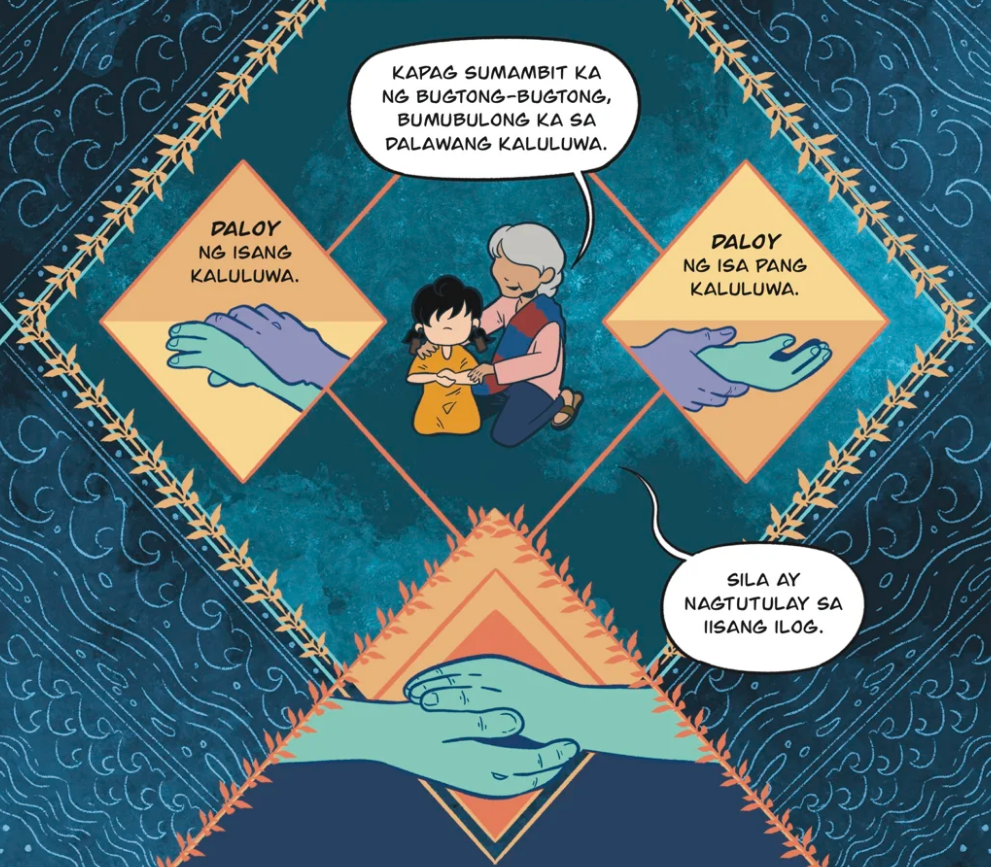 KAPAG SUMAMBIT KA
NG BUGTONG-BUGTONG,
BUMUBULONG KA SA
DALAWANG KALULUWA.
DALOY
NG ISANG
KALULUWA.
DALOY
NG ISA PANG
KALULUWA.
SILA AY
NAGTUTULAY SA
IISANG ILOG.